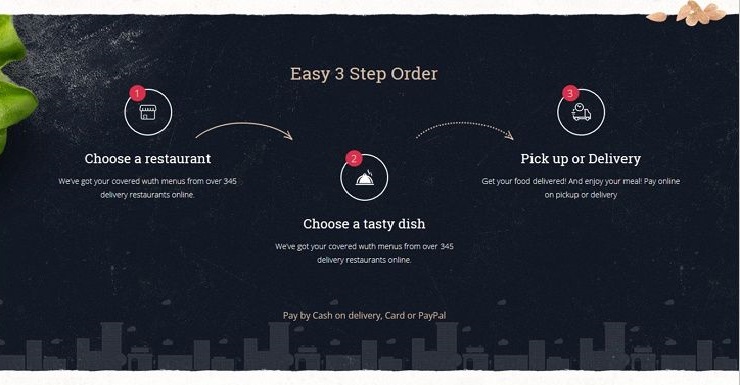 Easy 3 Step Order
1
Choose a restaurant
We've got your covered wuth menus from over 345
delivery restaurants online.
2
Choose a tasty dish
We've got your covered wuth menus from over 345
delivery restaurants online.
3
Pick up or Delivery
Get your food delivered! And enjoy your meal! Pay online
on pickup or delivery
Pay by Cash on delivery, Card or PayPal